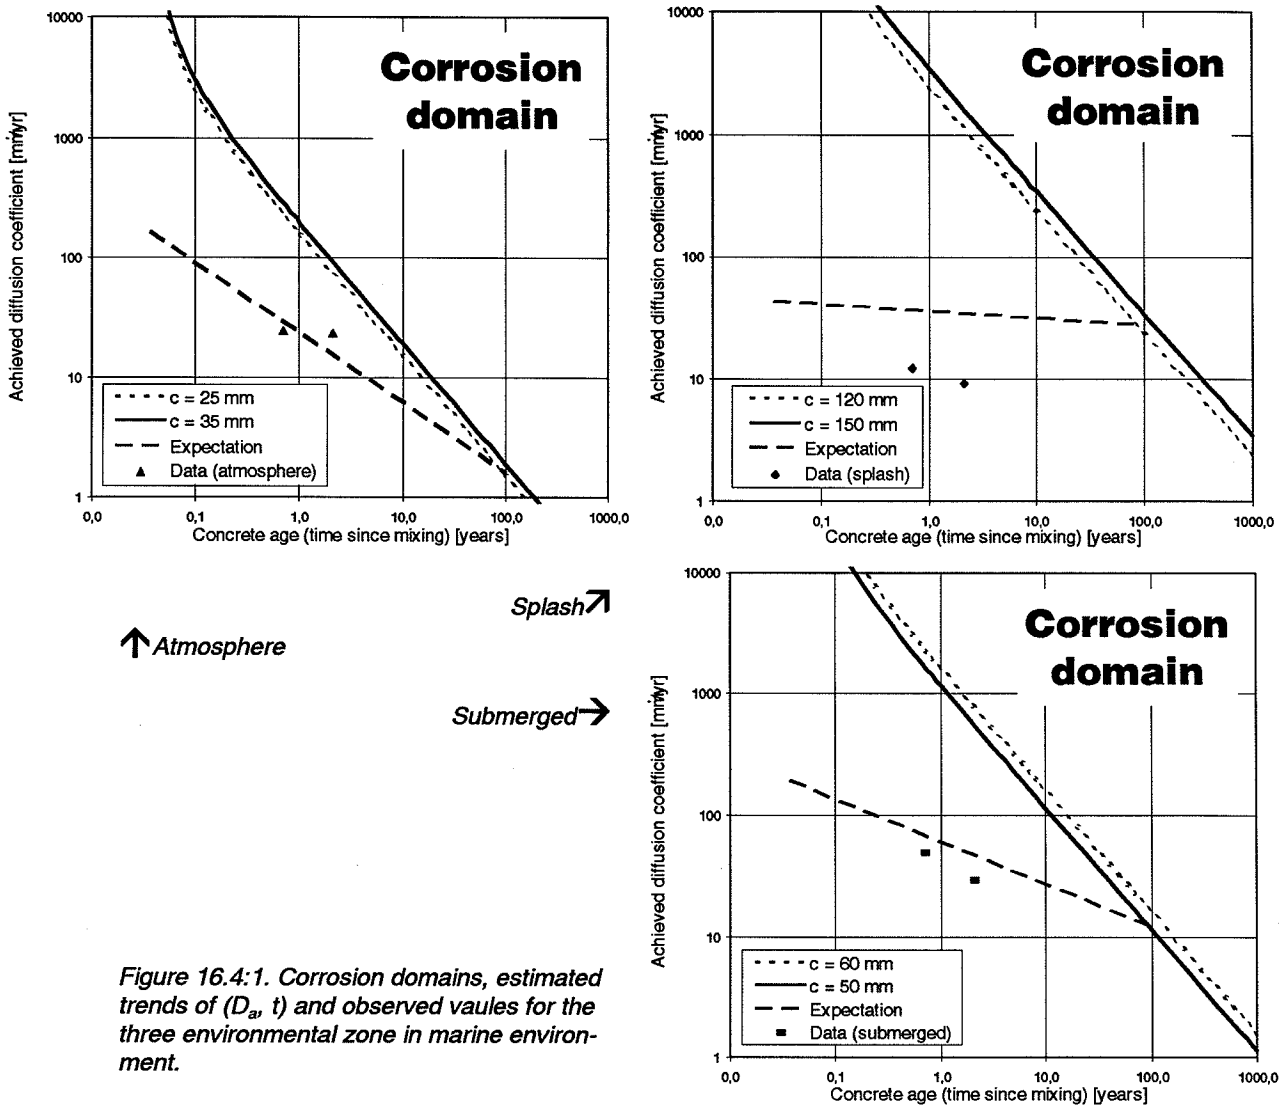 10000
1000
100
10
1
Achieved diffusion coefficient [mm²/yr]
Corrosion
domain
c = 25 mm
c = 35 mm
Expectation
Data (atmosphere)
0,0 0,1 1,0 10,0 100,0 1000,0
Concrete age (time since mixing) [years]
10000
1000
100
10
1
Achieved diffusion coefficient [mm²/yr]
Corrosion
domain
c = 120 mm
c = 150 mm
Expectation
Data (splash)
0,0 0,1 1,0 10,0 100,0 1000,0
Concrete age (time since mixing) [years]
Splash
Atmosphere
Submerged
10000
1000
100
10
1
Achieved diffusion coefficient [mm²/yr]
Corrosion
domain
c = 60 mm
c = 50 mm
Expectation
Data (submerged)
0,0 0,1 1,0 10,0 100,0 1000,0
Concrete age (time since mixing) [years]
Figure 16.4:1. Corrosion domains, estimated
trends of (Dₐ, t) and observed vaules for the
three environmental zone in marine environ-
ment.